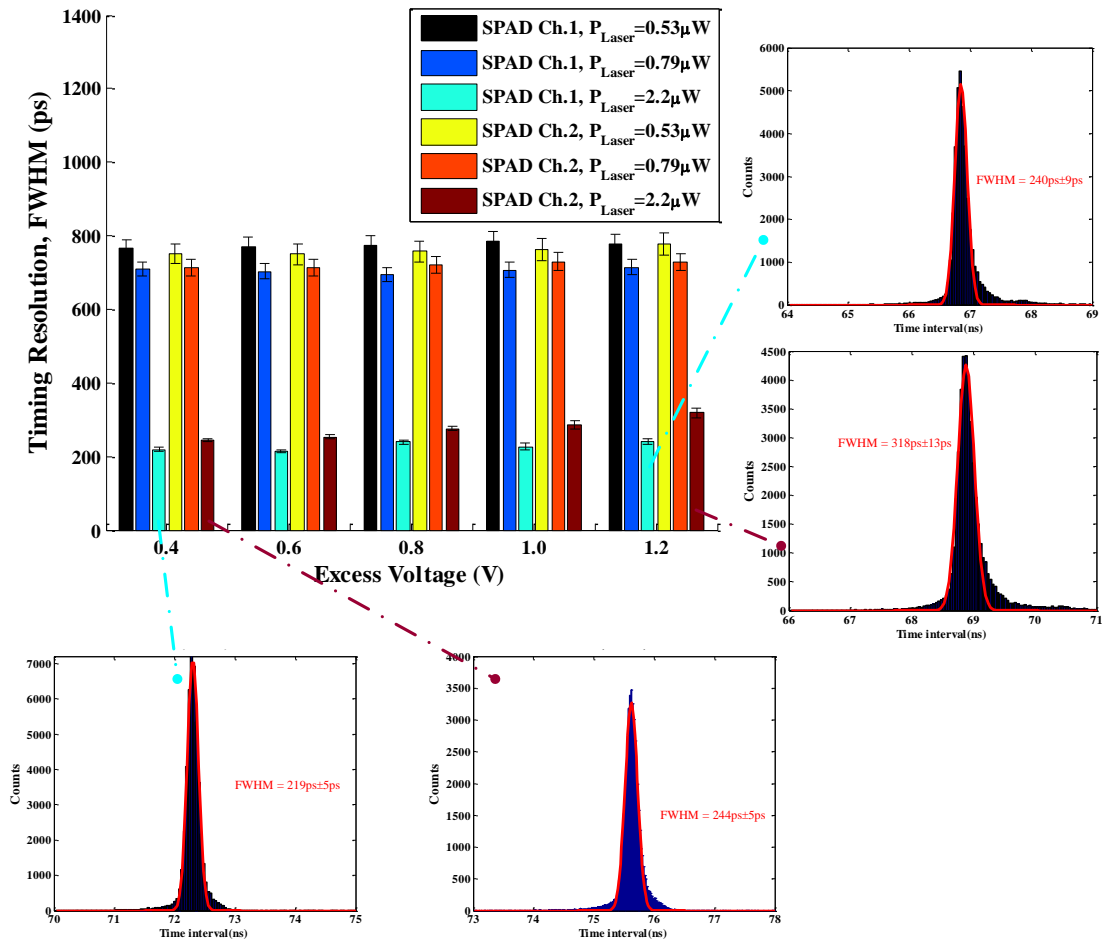 1400
1200
1000
800
600
400
200
0
Timing Resolution, FWHM (ps)
0.4 0.6 0.8 1.0 1.2
Excess Voltage (V)
SPAD Ch.1, P_Laser=0.53μW
SPAD Ch.1, P_Laser=0.79μW
SPAD Ch.1, P_Laser=2.2μW
SPAD Ch.2, P_Laser=0.53μW
SPAD Ch.2, P_Laser=0.79μW
SPAD Ch.2, P_Laser=2.2μW
6000
5000
4000
3000
2000
1000
0
Counts
FWHM = 240ps±9ps
64 65 66 67 68 69
Time interval(ns)
4500
4000
3500
3000
2500
2000
1500
1000
500
0
Counts
FWHM = 318ps±13ps
66 67 68 69 70 71
Time interval(ns)
7000
6000
5000
4000
3000
2000
1000
0
Counts
FWHM = 219ps±5ps
70 71 72 73 74 75
Time interval(ns)
4000
3500
3000
2500
2000
1500
1000
500
0
Counts
FWHM = 244ps±5ps
73 74 75 76 77 78
Time interval(ns)